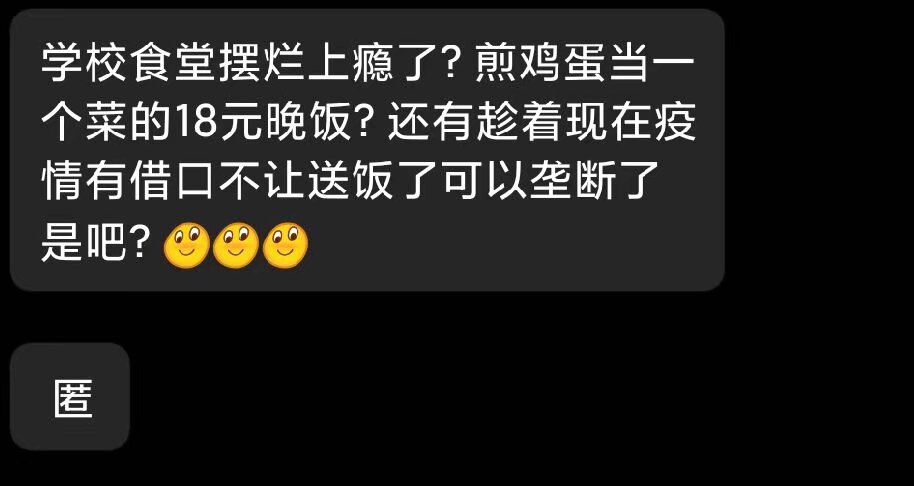 学校食堂摆烂上瘾了？煎鸡蛋当一
个菜的18元晚饭？还有趁着现在疫
情有借口不让送饭了可以垄断了
是吧？
匿